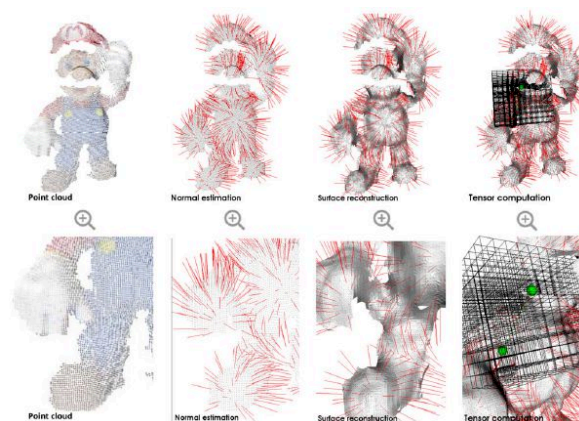 Point cloud
Normal estimation
Surface reconstruction
Tensor computation
Point cloud
Normal estimation
Surface reconstruction
Tensor computation